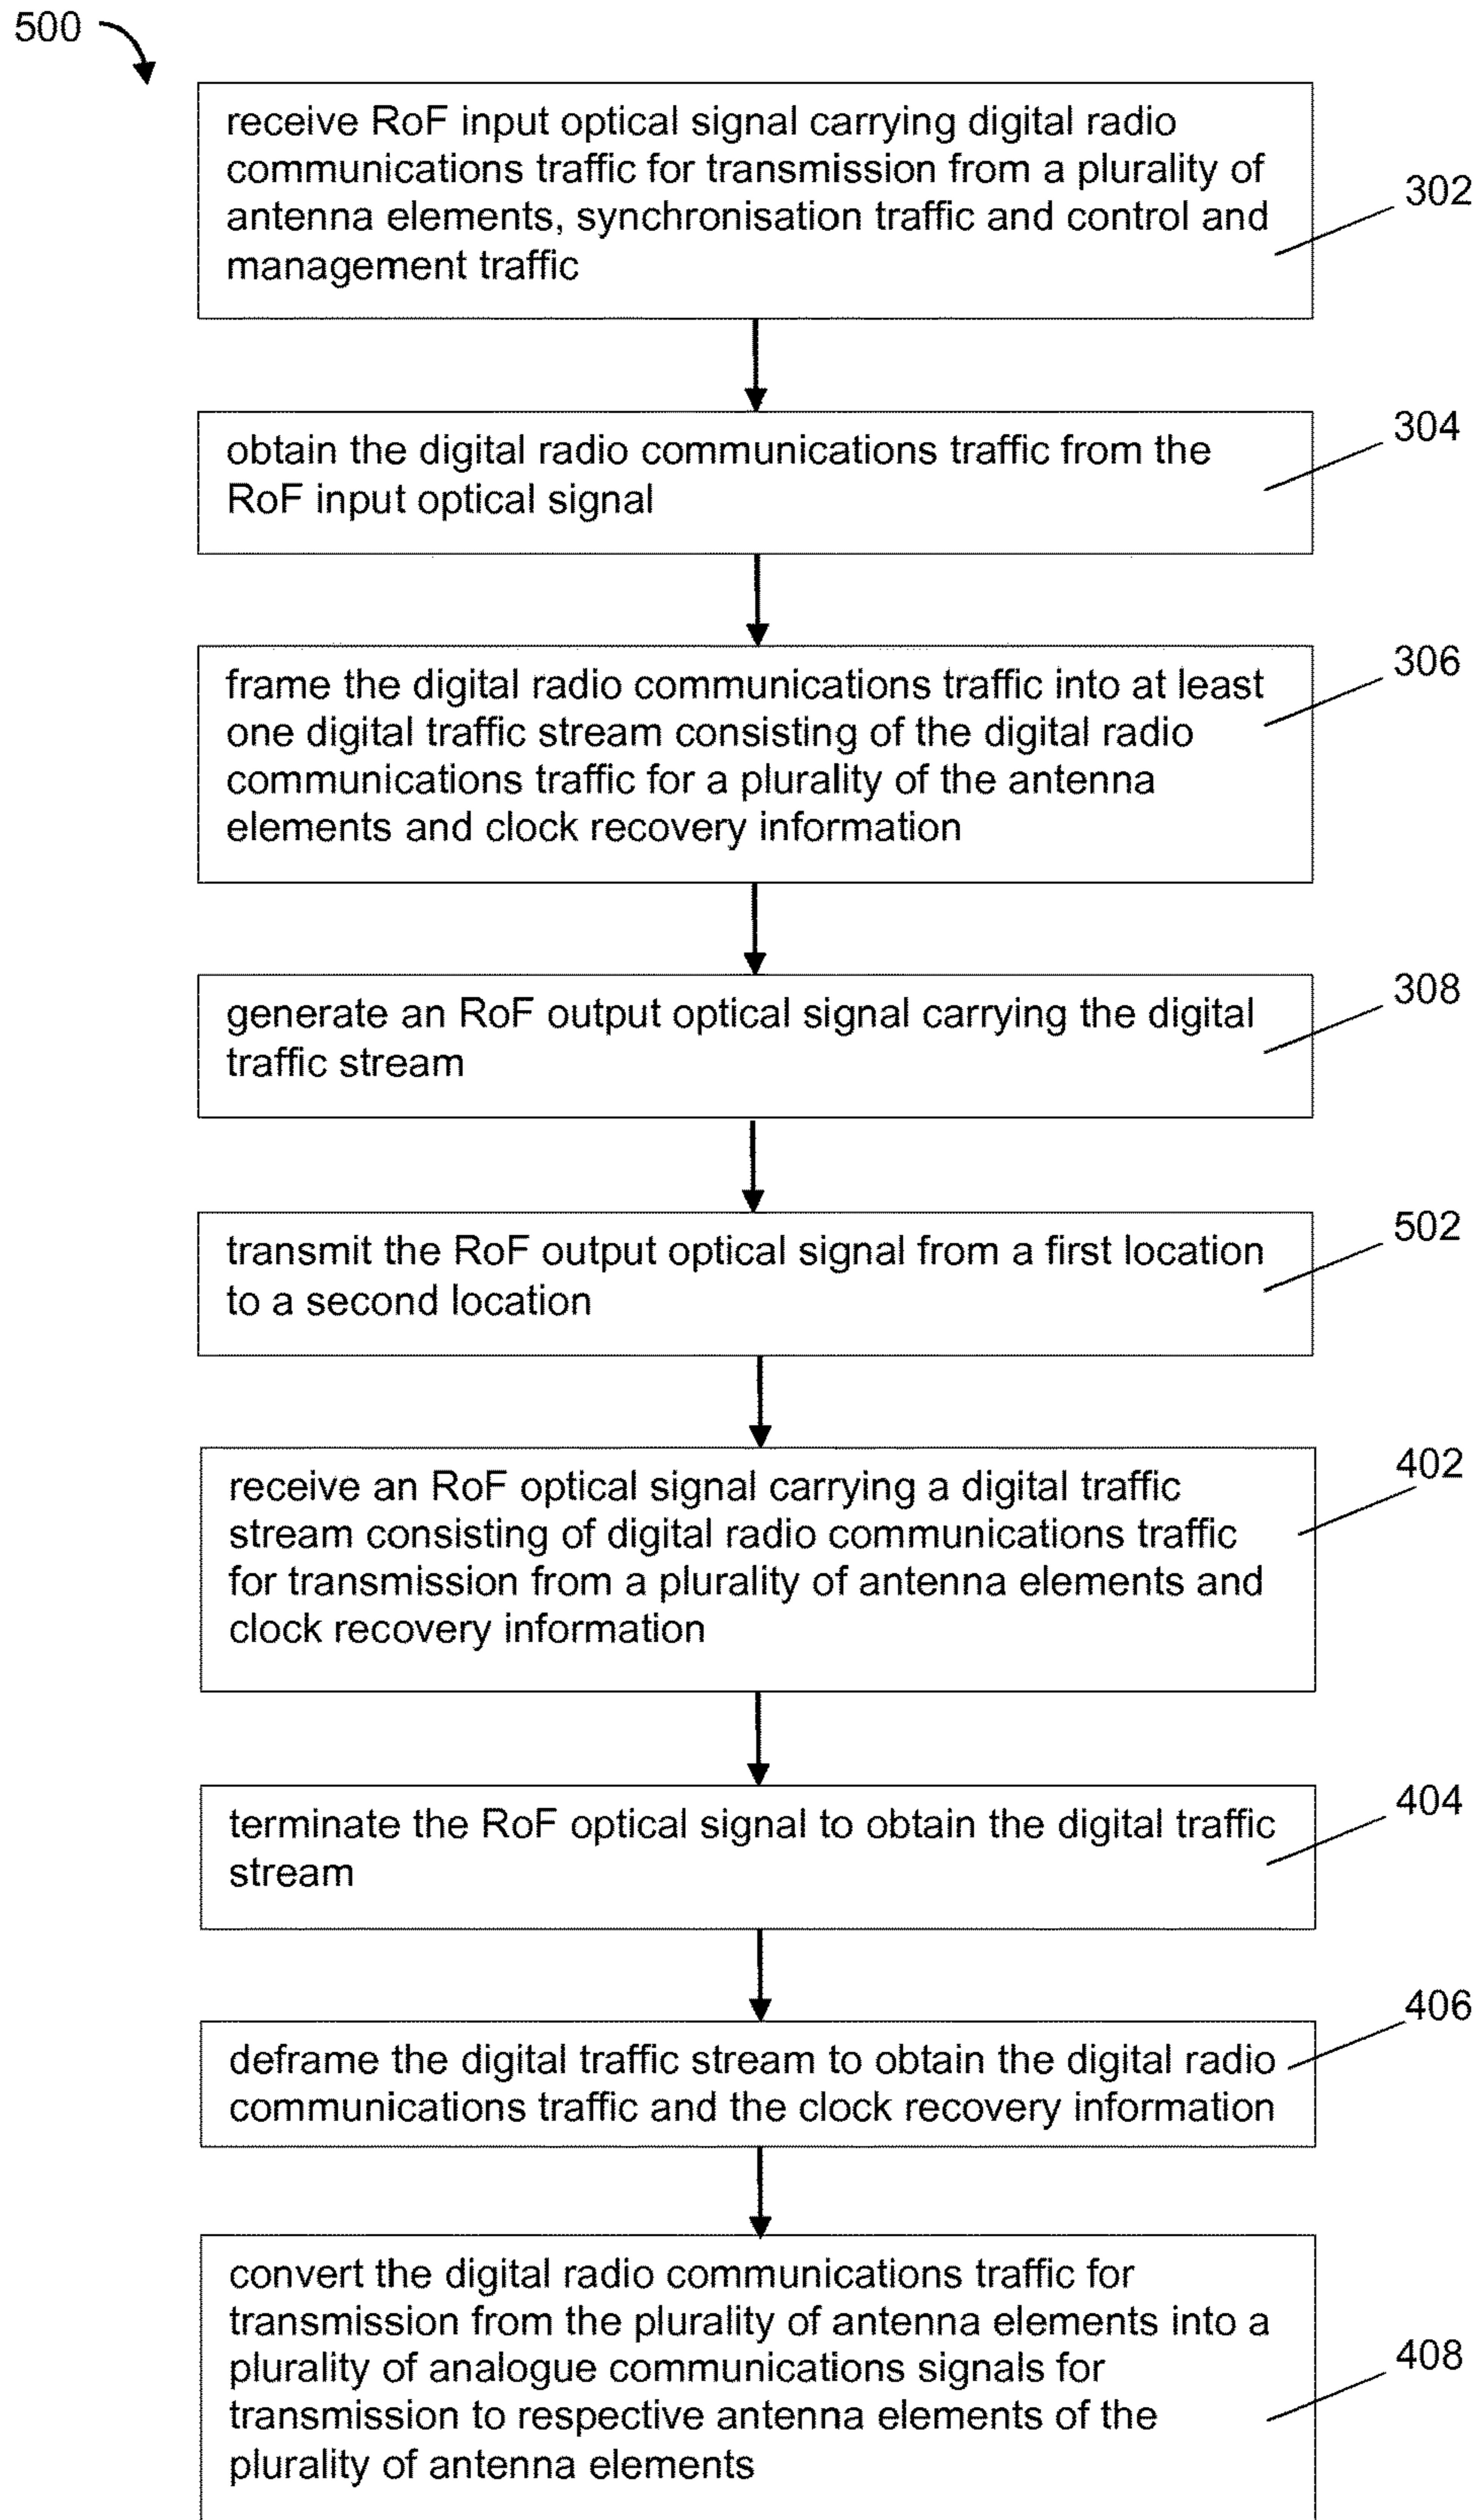 500
receive RoF input optical signal carrying digital radio
communications traffic for transmission from a plurality of
antenna elements, synchronisation traffic and control and
management traffic
302
obtain the digital radio communications traffic from the
RoF input optical signal
304
frame the digital radio communications traffic into at least
one digital traffic stream consisting of the digital radio
communications traffic for a plurality of the antenna
elements and clock recovery information
306
generate an RoF output optical signal carrying the digital
traffic stream
308
transmit the RoF output optical signal from a first location
to a second location
502
receive an RoF optical signal carrying a digital traffic
stream consisting of digital radio communications traffic
for transmission from a plurality of antenna elements and
clock recovery information
402
terminate the RoF optical signal to obtain the digital traffic
stream
404
deframe the digital traffic stream to obtain the digital radio
communications traffic and the clock recovery information
406
convert the digital radio communications traffic for
transmission from the plurality of antenna elements into a
plurality of analogue communications signals for
transmission to respective antenna elements of the
plurality of antenna elements
408